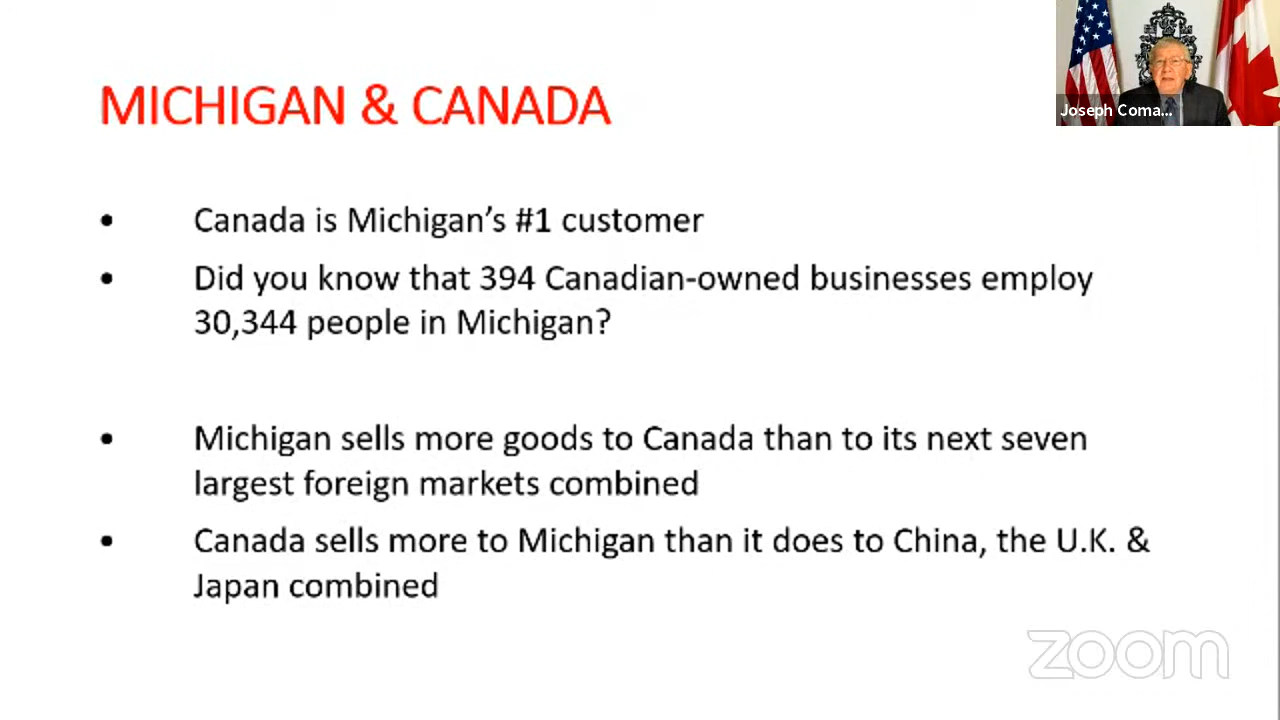 MICHIGAN & CANADA
Joseph Coma...
• Canada is Michigan’s #1 customer
• Did you know that 394 Canadian-owned businesses employ
30,344 people in Michigan?
• Michigan sells more goods to Canada than to its next seven
largest foreign markets combined
• Canada sells more to Michigan than it does to China, the U.K. &
Japan combined
zoom